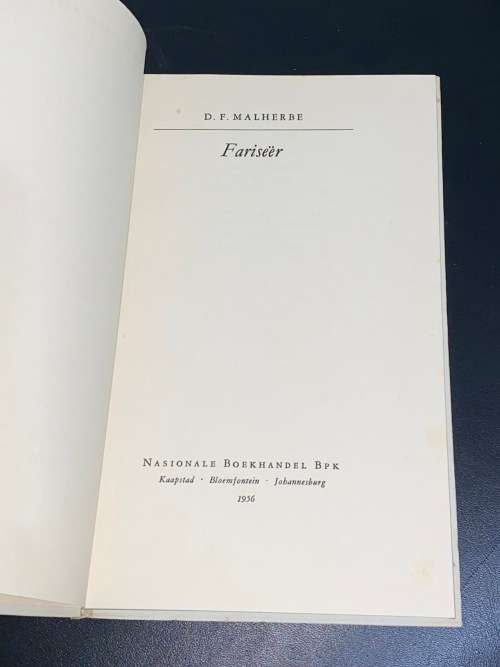 D. F. MALHERBE
Fariseër
NASIONALE BOEKHANDEL BPK
Kaapstad · Bloemfontein · Johannesburg
1956